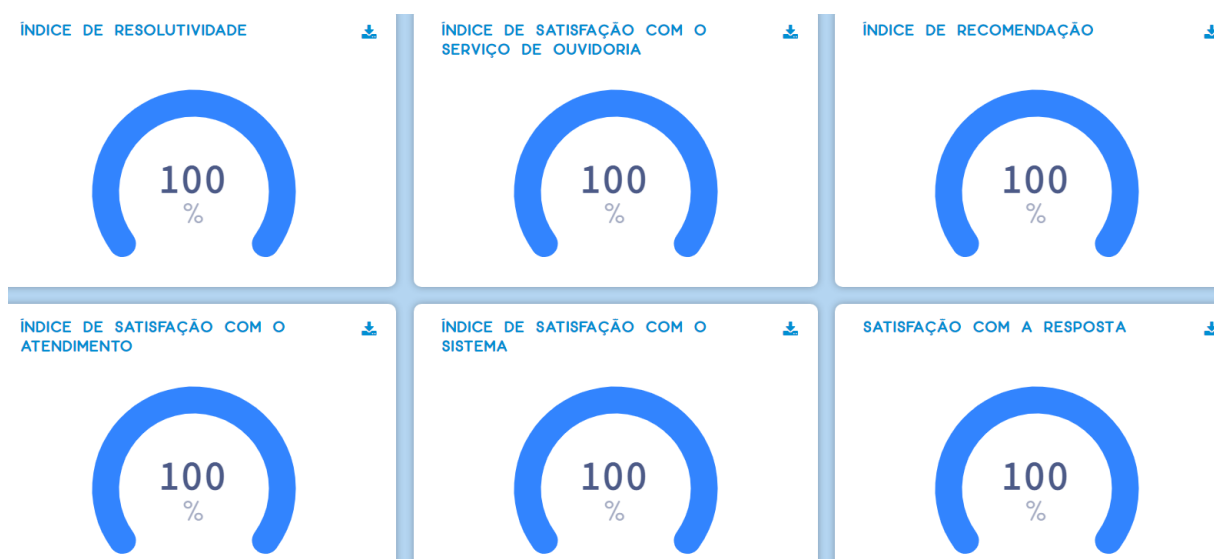 ÍNDICE DE RESOLUTIVIDADE
100
%
ÍNDICE DE SATISFAÇÃO COM O
SERVIÇO DE OUVIDORIA
100
%
ÍNDICE DE RECOMENDAÇÃO
100
%
ÍNDICE DE SATISFAÇÃO COM O
ATENDIMENTO
100
%
ÍNDICE DE SATISFAÇÃO COM O
SISTEMA
100
%
SATISFAÇÃO COM A RESPOSTA
100
%